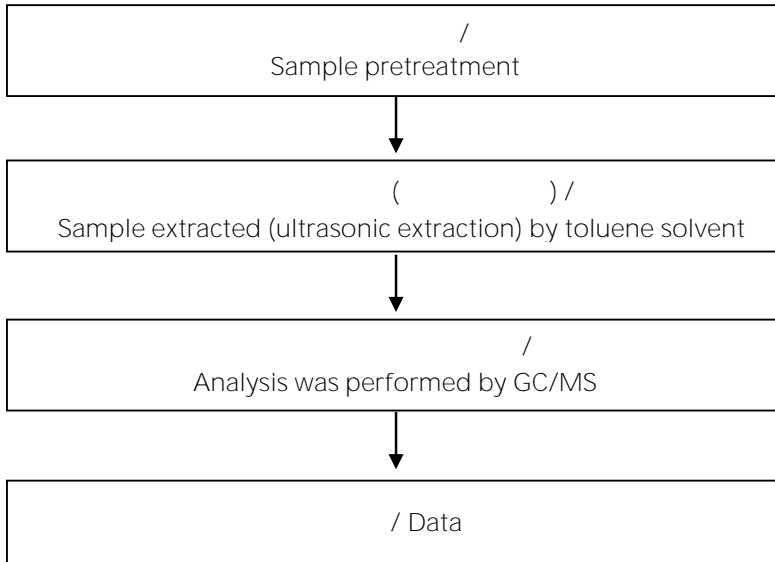 /
Sample pretreatment
( ) /
Sample extracted (ultrasonic extraction) by toluene solvent
/
Analysis was performed by GC/MS
/ Data